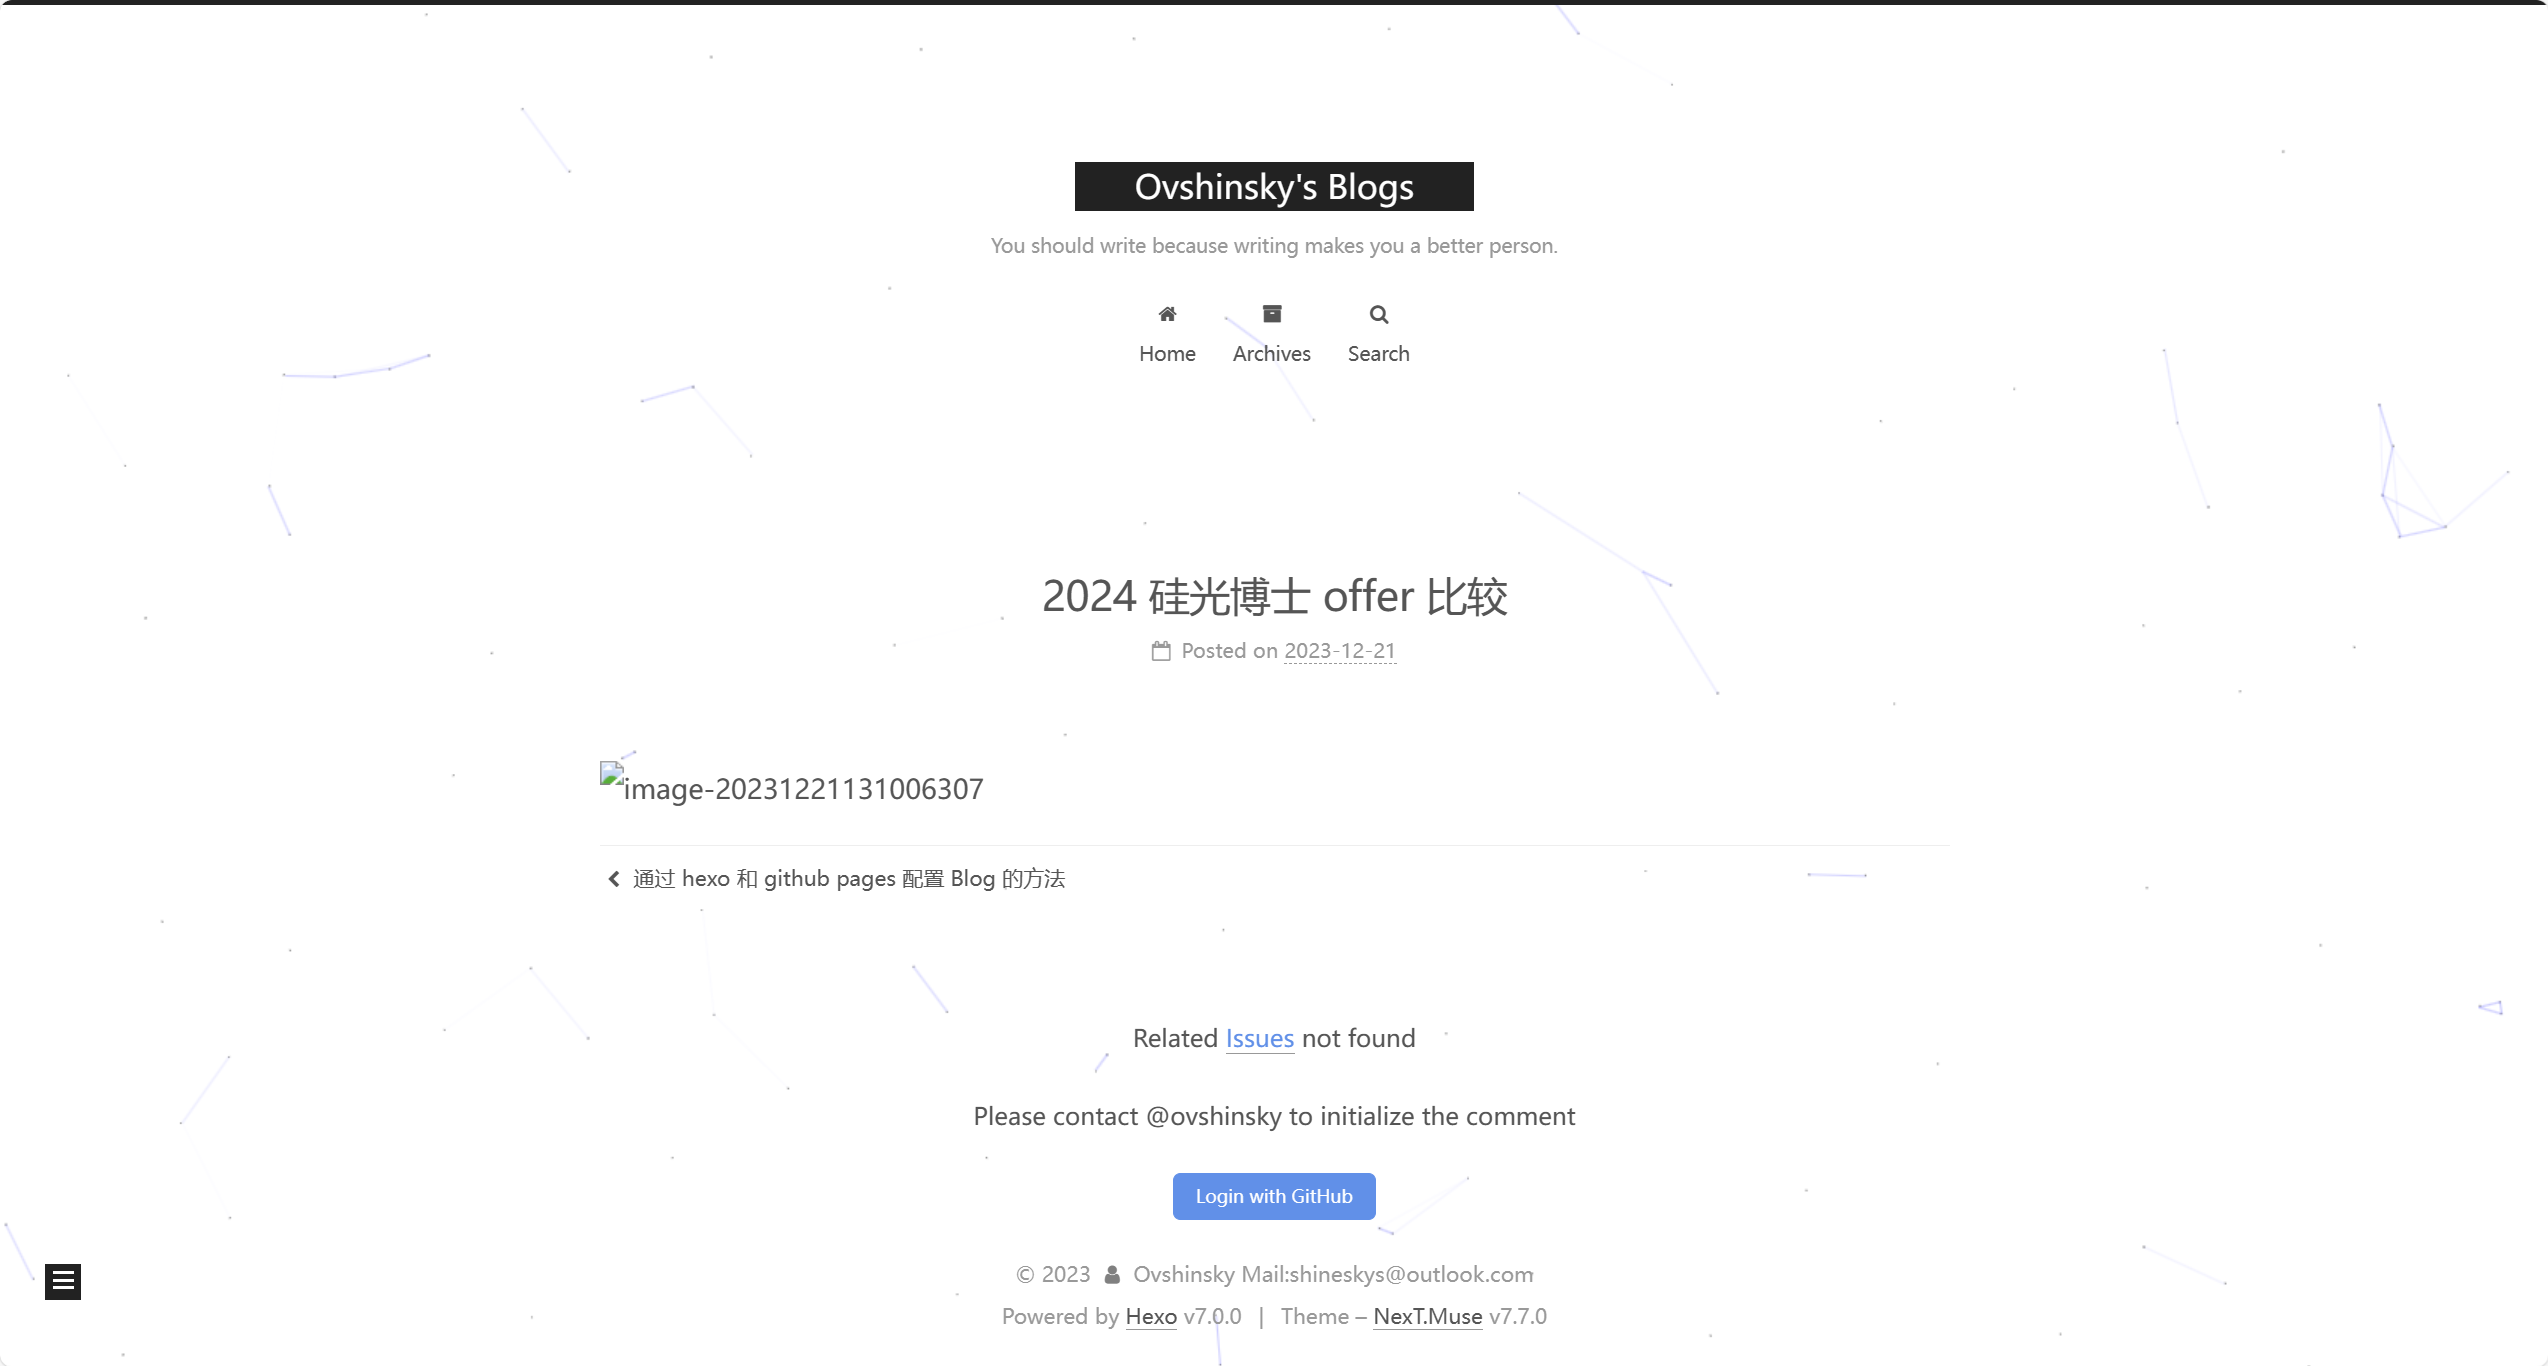 Ovshinsky's Blogs
You should write because writing makes you a better person.
Home Archives Search
2024 硅光博士 offer 比较
Posted on 2023-12-21
image-20231221131006307
通过 hexo 和 github pages 配置 Blog 的方法
Related Issues not found
Please contact @ovshinsky to initialize the comment
Login with GitHub
© 2023 Ovshinsky Mail:shineskys@outlook.com
Powered by Hexo v7.0.0 | Theme – NexT.Muse v7.7.0